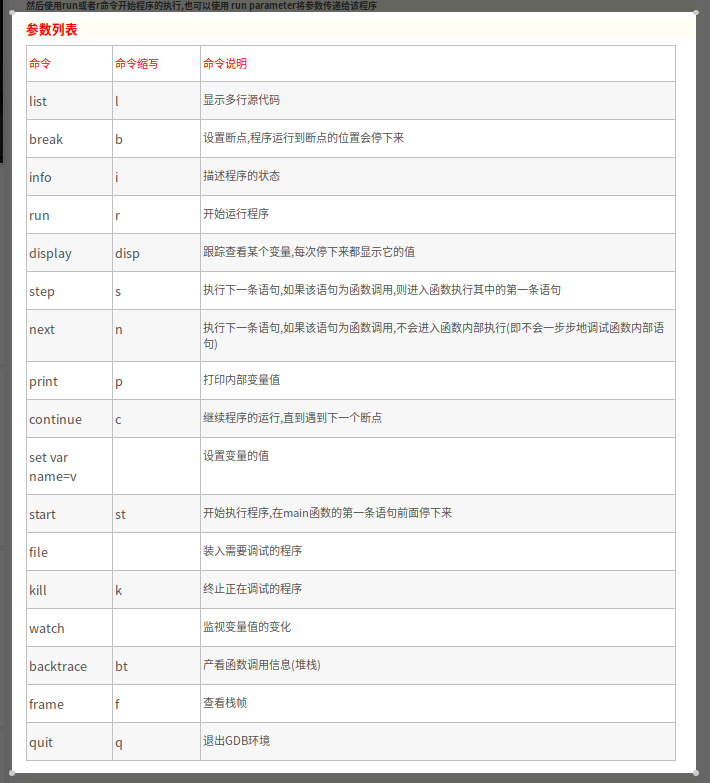 然后使用run或者r命令开始程序的执行,也可以使用 run parameter将参数传递给该程序
参数列表
命令 命令缩写 命令说明
list l 显示多行源代码
break b 设置断点,程序运行到断点的位置会停下来
info i 描述程序的状态
run r 开始运行程序
display disp 跟踪查看某个变量,每次停下来都显示它的值
step s 执行下一条语句,如果该语句为函数调用,则进入函数执行其中的第一条语句
next n 执行下一条语句,如果该语句为函数调用,不会进入函数内部执行(即不会一步步地调试函数内部语
句)
print p 打印内部变量值
continue c 继续程序的运行,直到遇到下一个断点
set var 设置变量的值
name=v
start st 开始执行程序,在main函数的第一条语句前面停下来
file 装入需要调试的程序
kill k 终止正在调试的程序
watch 监视变量值的变化
backtrace bt 产看函数调用信息(堆栈)
frame f 查看栈帧
quit q 退出GDB环境